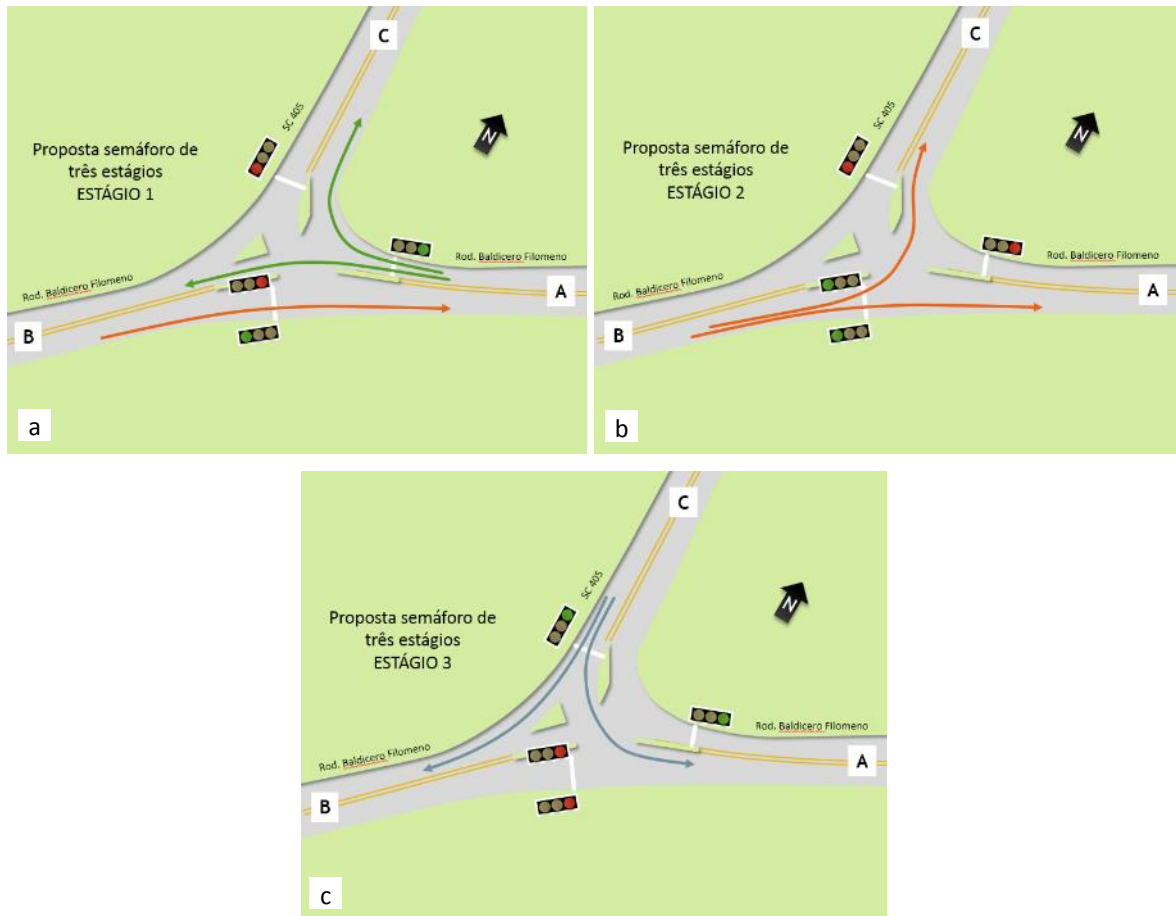 C
SC 405
N
Proposta semáforo de
três estágios
ESTÁGIO 1
Rod. Baldicero Filomeno
Rod. Baldicero Filomeno
A
B
a
C
SC 405
N
Proposta semáforo de
três estágios
ESTÁGIO 2
Rod. Baldicero Filomeno
Rod. Baldicero Filomeno
A
B
b
C
SC 405
N
Proposta semáforo de
três estágios
ESTÁGIO 3
Rod. Baldicero Filomeno
Rod. Baldicero Filomeno
A
B
c